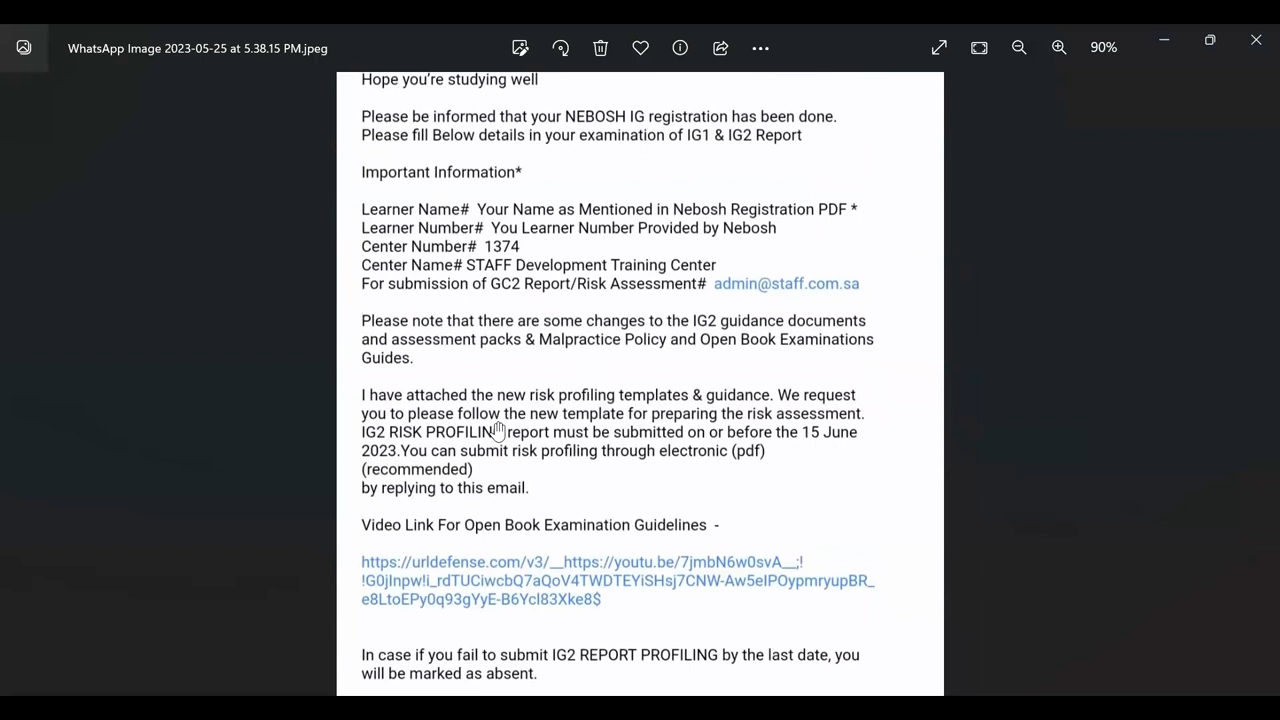 WhatsApp Image 2023-05-25 at 5.38.15 PM.jpeg
90%
Hope you're studying well
Please be informed that your NEBOSH IG registration has been done.
Please fill Below details in your examination of IG1 & IG2 Report
Important Information*
Learner Name# Your Name as Mentioned in Nebosh Registration PDF *
Learner Number# You Learner Number Provided by Nebosh
Center Number# 1374
Center Name# STAFF Development Training Center
For submission of GC2 Report/Risk Assessment# admin@staff.com.sa
Please note that there are some changes to the IG2 guidance documents
and assessment packs & Malpractice Policy and Open Book Examinations
Guides.
I have attached the new risk profiling templates & guidance. We request
you to please follow the new template for preparing the risk assessment.
IG2 RISK PROFILING report must be submitted on or before the 15 June
2023.You can submit risk profiling through electronic (pdf)
(recommended)
by replying to this email.
Video Link For Open Book Examination Guidelines -
https://urldefense.com/v3/__https://youtu.be/7jmbN6w0svA__;!
!G0jInpw!i_rdTUCiwcbQ7aQoV4TWDTEYiSHsj7CNW-Aw5eIPOypmryupBR_
e8LtoEPy0q93gYyE-B6Ycl83Xke8$
In case if you fail to submit IG2 REPORT PROFILING by the last date, you
will be marked as absent.